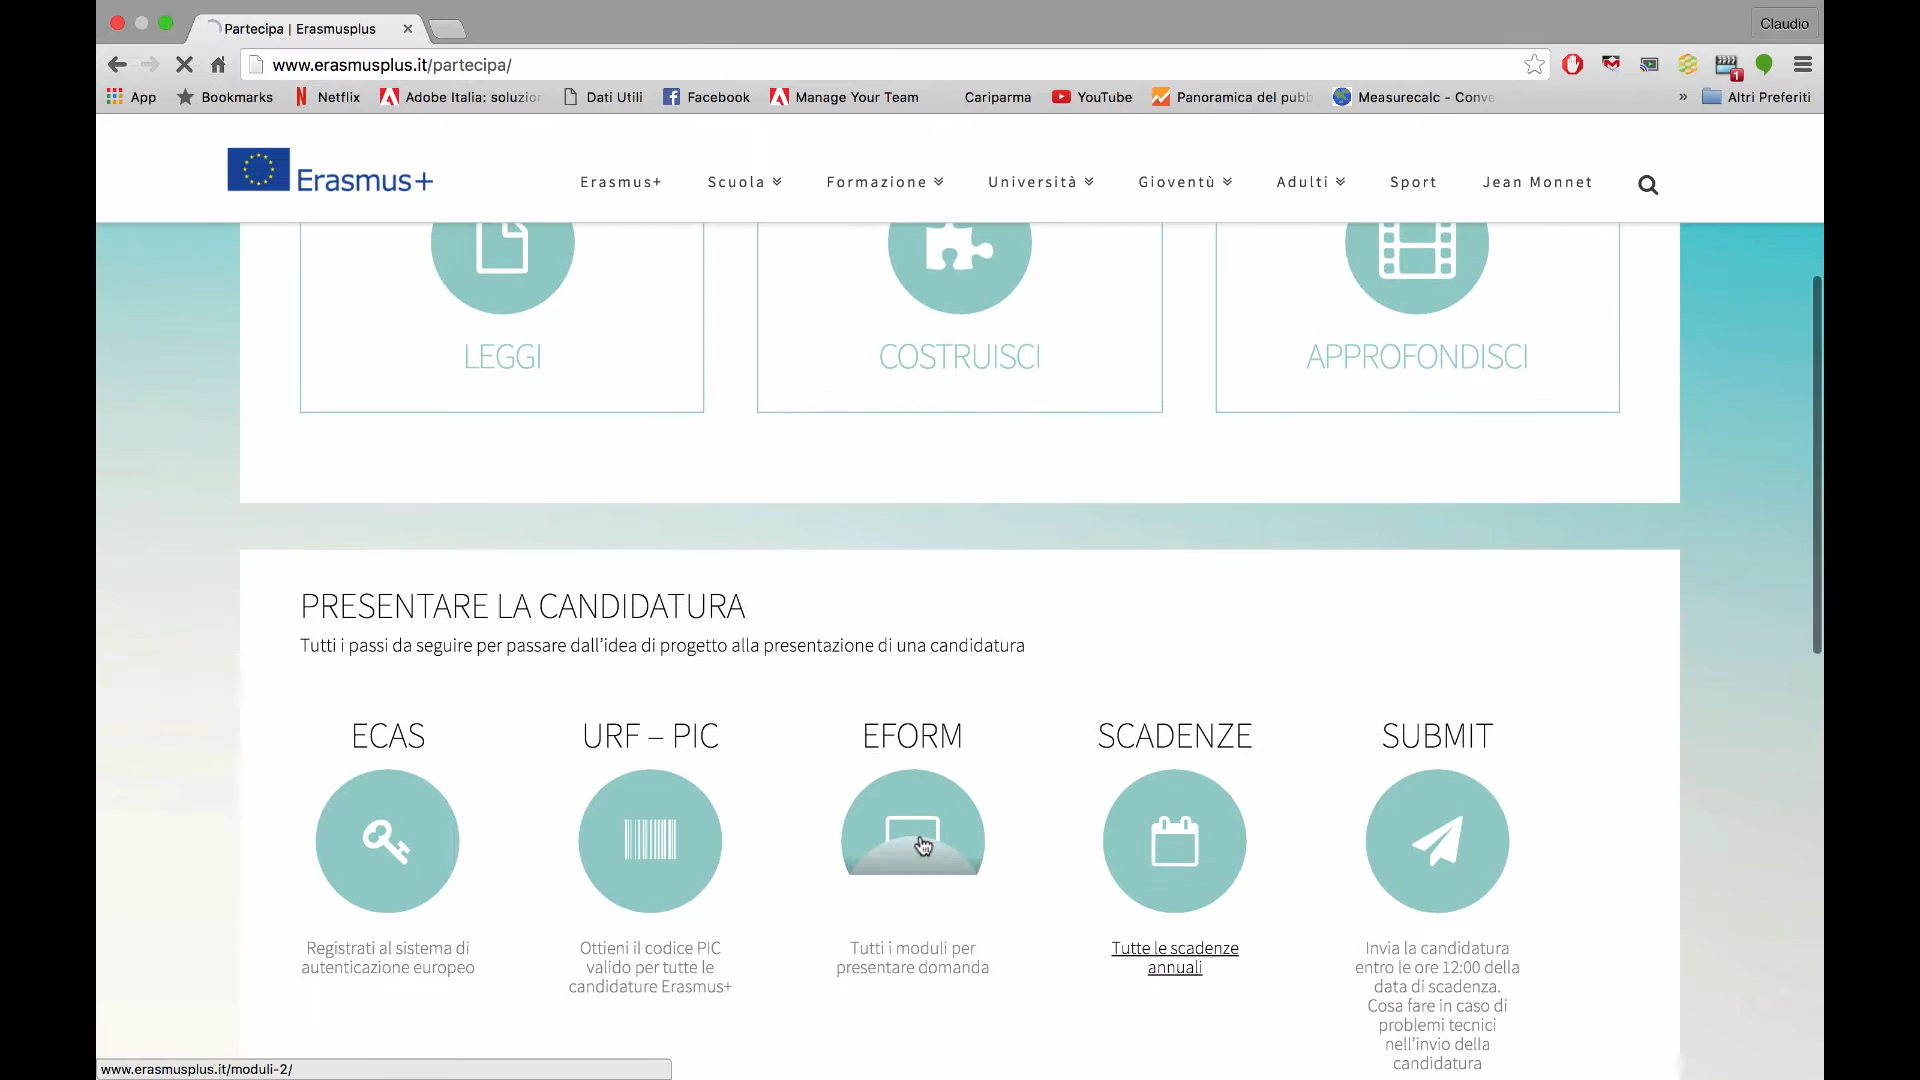 Partecipa | Erasmusplus
Claudio
www.erasmusplus.it/partecipa/
App Bookmarks Netflix Adobe Italia: soluzio Dati Utili Facebook Manage Your Team Cariparma YouTube Panoramica del pubb Measurecalc - Conve » Altri Preferiti
Erasmus+
Erasmus+ Scuola Formazione Università Gioventù Adulti Sport Jean Monnet
LEGGI
COSTRUISCI
APPROFONDISCI
PRESENTARE LA CANDIDATURA
Tutti i passi da seguire per passare dall'idea di progetto alla presentazione di una candidatura
ECAS
Registrati al sistema di
autenticazione europeo
URF – PIC
Ottieni il codice PIC
valido per tutte le
candidature Erasmus+
EFORM
Tutti i moduli per
presentare domanda
SCADENZE
Tutte le scadenze
annuali
SUBMIT
Invia la candidatura
entro le ore 12:00 della
data di scadenza.
Cosa fare in caso di
problemi tecnici
nell'invio della
candidatura
www.erasmusplus.it/moduli-2/
1